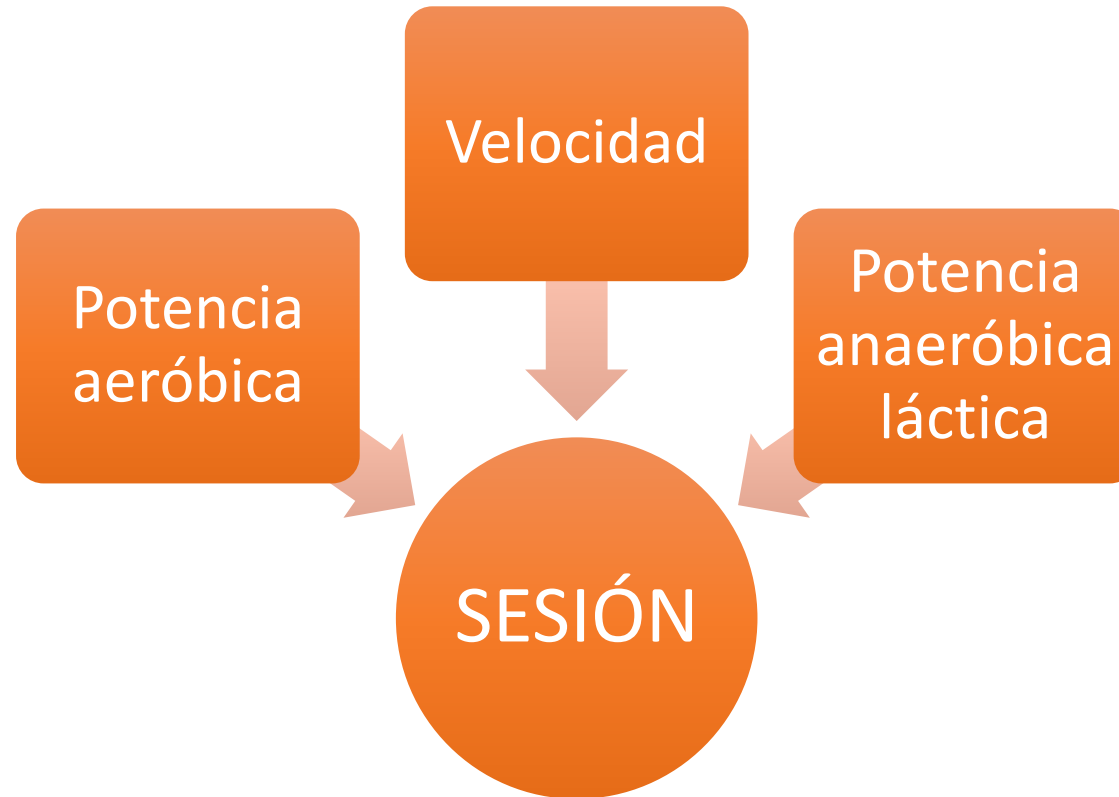 Velocidad
Potencia
aeróbica
Potencia
anaeróbica
láctica
SESIÓN